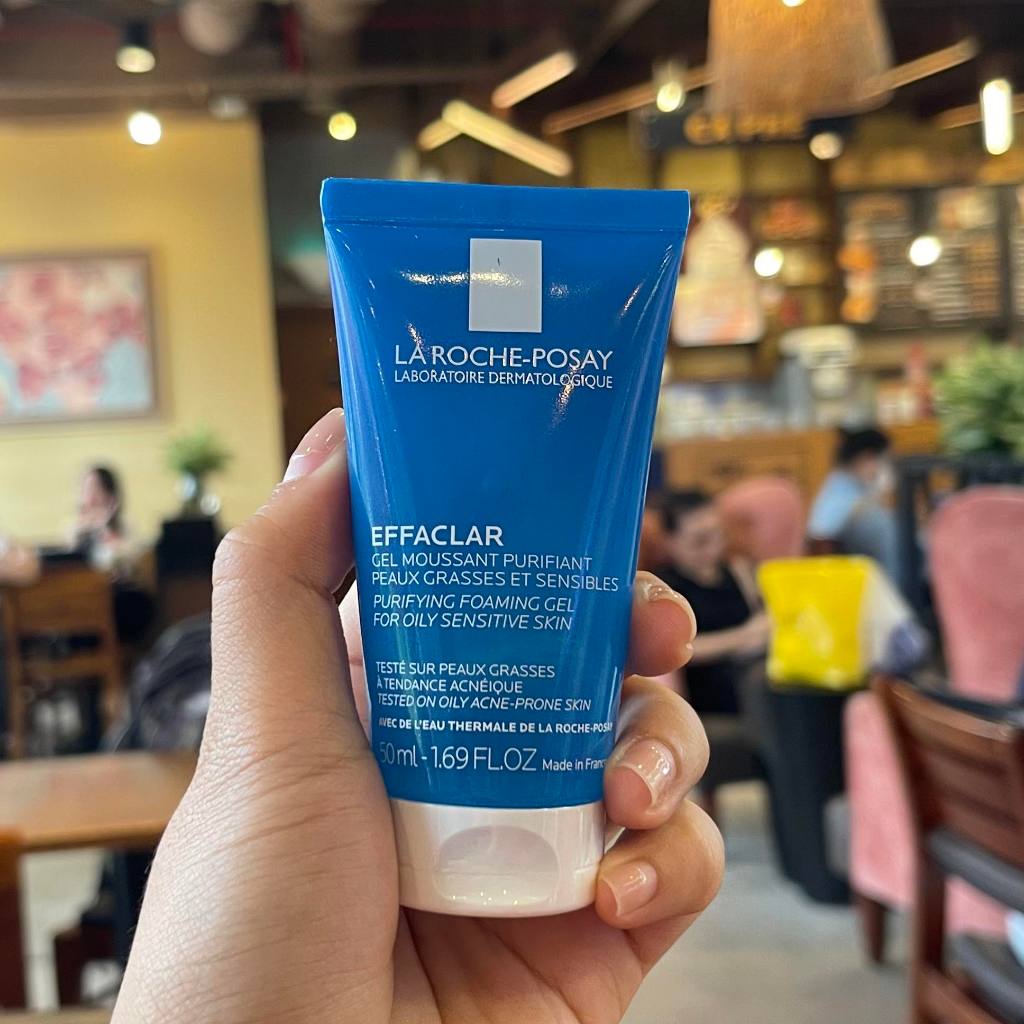 LA ROCHE-POSAY
LABORATOIRE DERMATOLOGIQUE
EFFACLAR
GEL MOUSSANT PURIFIANT
PEAUX GRASSES ET SENSIBLES
PURIFYING FOAMING GEL
FOR OILY SENSITIVE SKIN
TESTÉ SUR PEAUX GRASSES
À TENDANCE ACNÉIQUE
TESTED ON OILY ACNE-PRONE SKIN
AVEC DE L'EAU THERMALE DE LA ROCHE-POSAY
50 ml - 1.69 FL.OZ Made in France